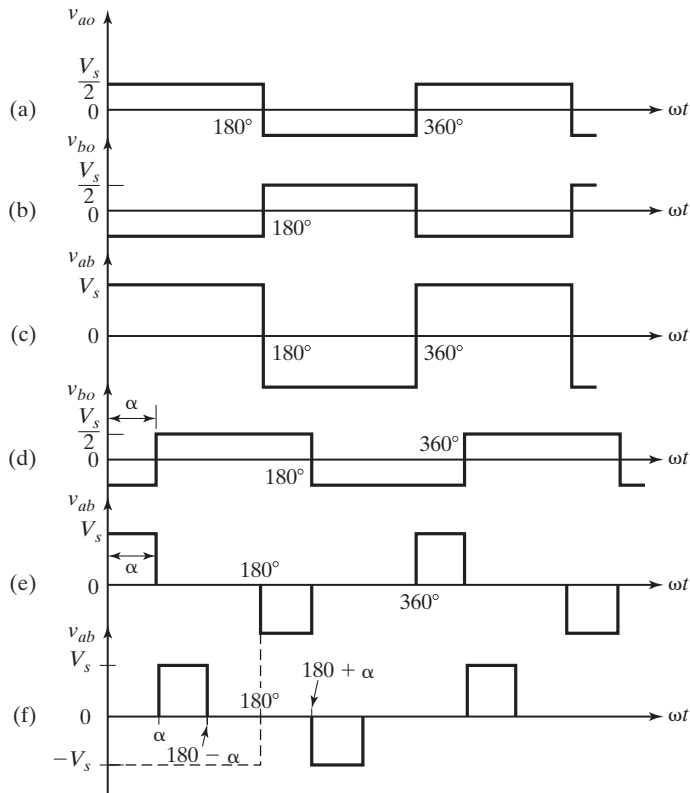 v_ao
V_s/2
(a) 0 ωt
180° 360°
v_bo
V_s/2
(b) 0 ωt
180°
v_ab
V_s
(c) 0
180° 360° ωt
v_bo
α
V_s/2
360°
(d) 0 ωt
180°
v_ab
V_s
α
180°
(e) 0 ωt
360°
v_ab
V_s
180 + α
180°
(f) 0 ωt
α
180 − α
−V_s